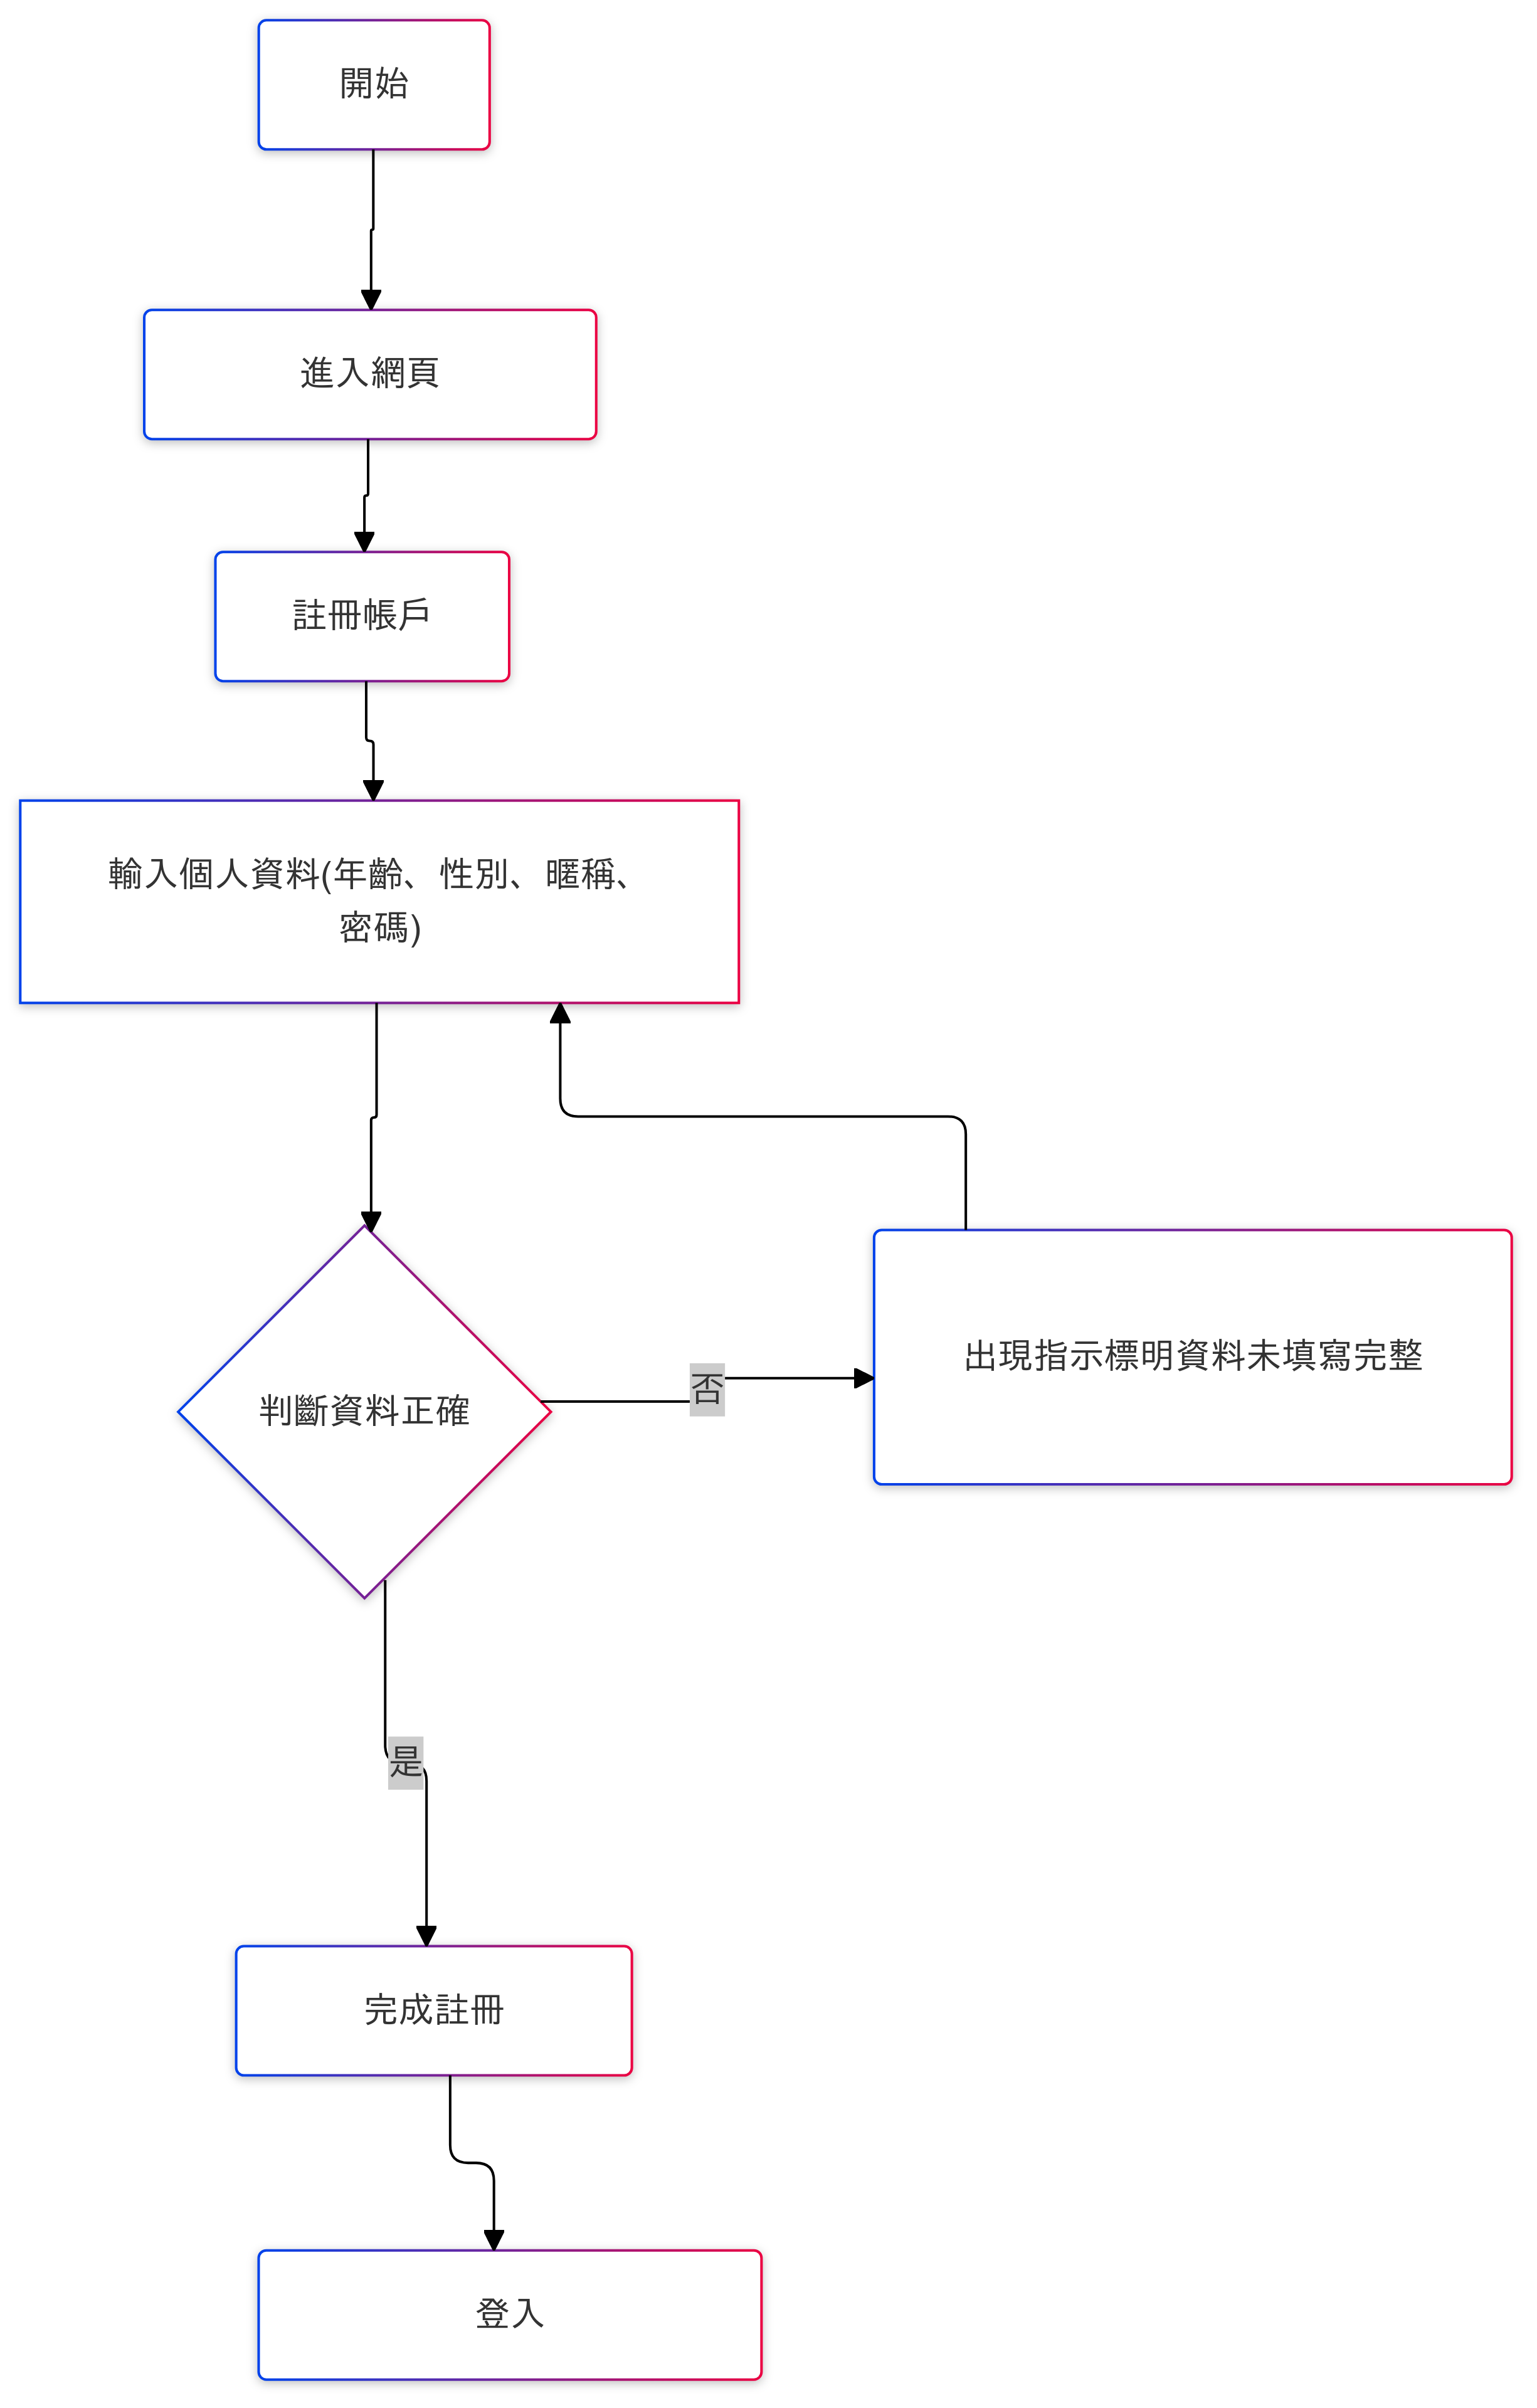 開始
進入網頁
註冊帳戶
輸入個人資料(年齡、性別、暱稱、
密碼)
出現指示標明資料未填寫完整
否
判斷資料正確
是
完成註冊
登入